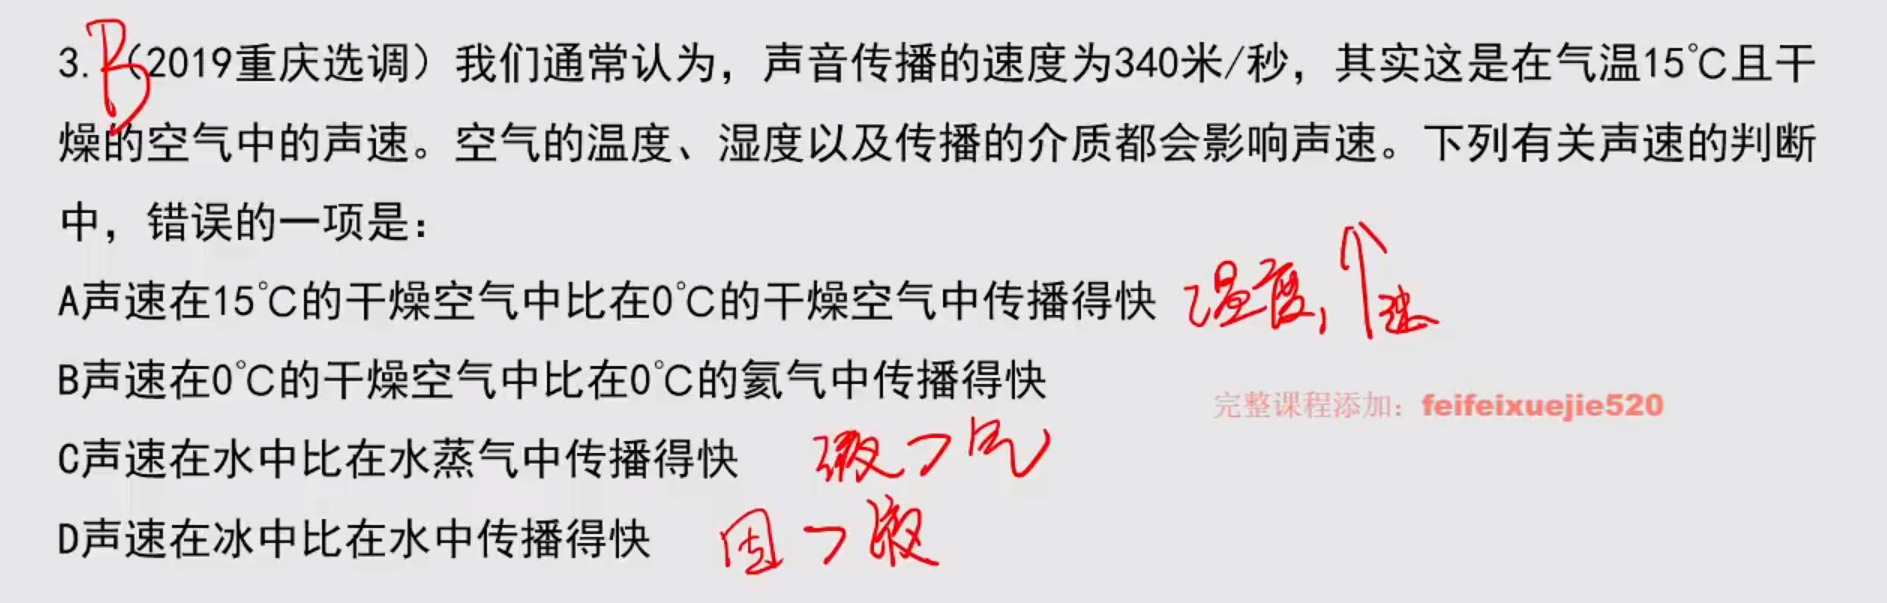 3. B（2019重庆选调）我们通常认为，声音传播的速度为340米/秒，其实这是在气温15℃且干
燥的空气中的声速。空气的温度、湿度以及传播的介质都会影响声速。下列有关声速的判断
中，错误的一项是：
A声速在15℃的干燥空气中比在0℃的干燥空气中传播得快 温度，↑速
B声速在0℃的干燥空气中比在0℃的氦气中传播得快
完整课程添加：feifeixuejie520
C声速在水中比在水蒸气中传播得快 液>气
D声速在冰中比在水中传播得快 固>液